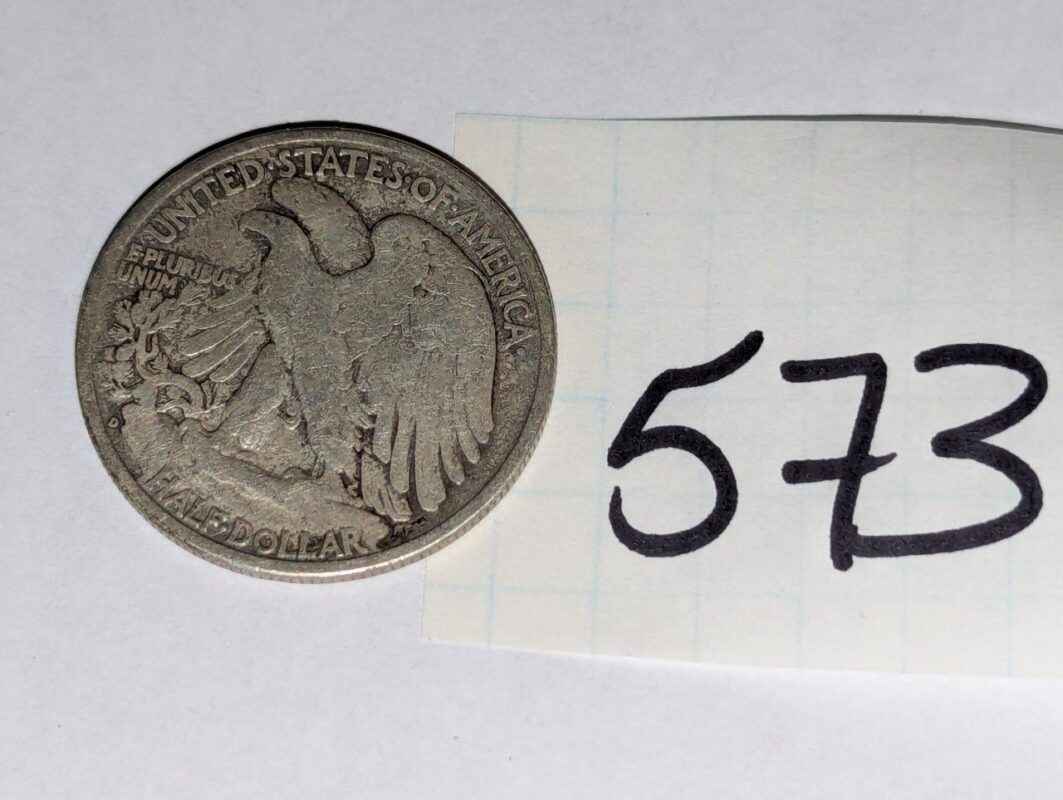 UNITED·STATES·OF·AMERICA
E·PLURIBUS
UNUM
D
HALF·DOLLAR
573